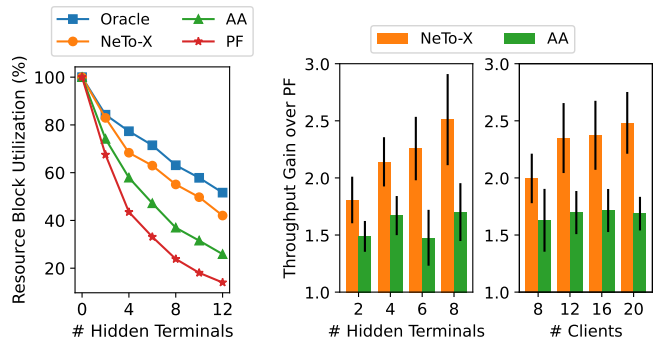 Oracle
NeTo-X
AA
PF
Resource Block Utilization (%)
100
80
60
40
20
0
4
8
12
# Hidden Terminals
NeTo-X
AA
Throughput Gain over PF
3.0
2.5
2.0
1.5
1.0
2
4
6
8
# Hidden Terminals
3.0
2.5
2.0
1.5
1.0
8
12
16
20
# Clients